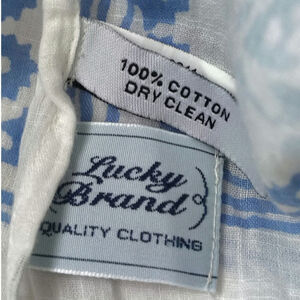 100% COTTON
DRY CLEAN
Lucky
Brand
QUALITY CLOTHING